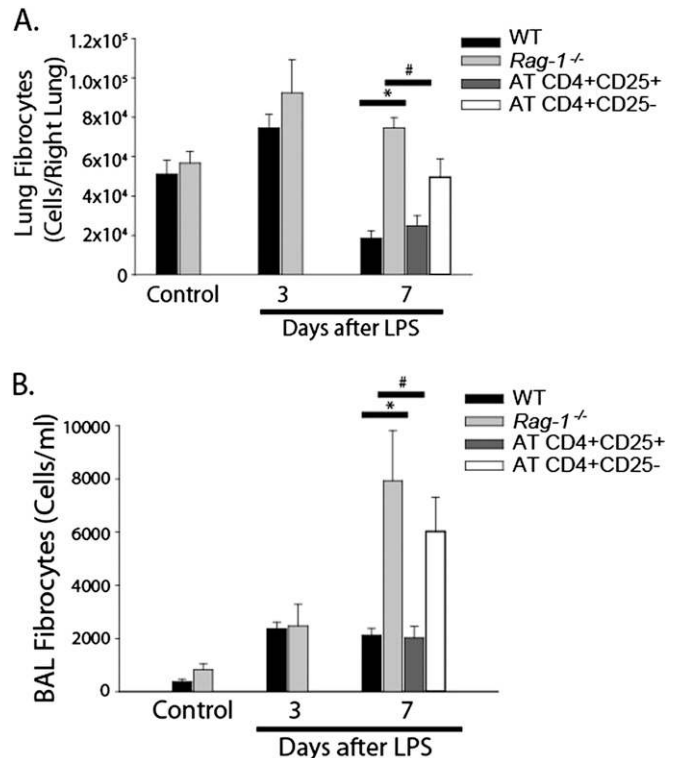 A.
Lung Fibrocytes
(Cells/Right Lung)
1.2x10⁵
1.0x10⁵
8x10⁴
6x10⁴
4x10⁴
2x10⁴
0
WT
Rag-1⁻/⁻
AT CD4+CD25+
AT CD4+CD25-
#
*
Control 3 7
Days after LPS
B.
BAL Fibrocytes (Cells/ml)
10000
8000
6000
4000
2000
0
WT
Rag-1⁻/⁻
AT CD4+CD25+
AT CD4+CD25-
#
*
Control 3 7
Days after LPS